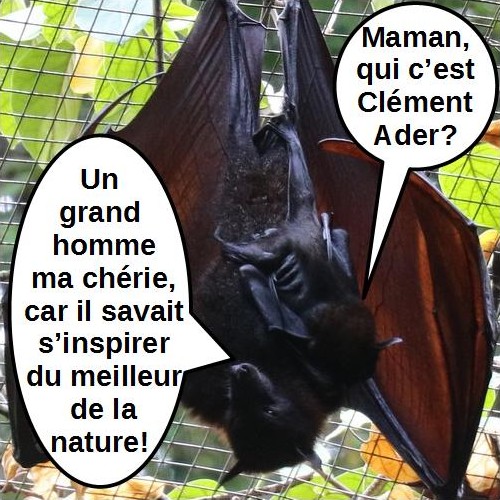 Maman,
qui c’est
Clément
Ader?
Un
grand
homme
ma chérie,
car il savait
s’inspirer
du meilleur
de la
nature!